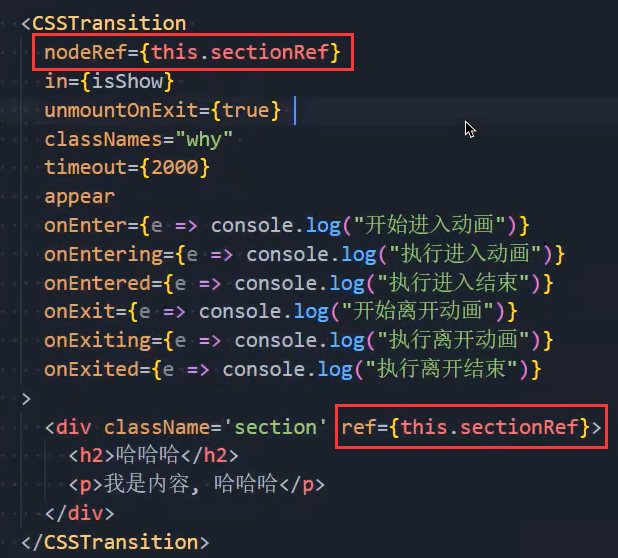 <CSSTransition
nodeRef={this.sectionRef}
in={isShow}
unmountOnExit={true}
classNames="why"
timeout={2000}
appear
onEnter={e => console.log("开始进入动画")}
onEntering={e => console.log("执行进入动画")}
onEntered={e => console.log("执行进入结束")}
onExit={e => console.log("开始离开动画")}
onExiting={e => console.log("执行离开动画")}
onExited={e => console.log("执行离开结束")}
>
<div className='section' ref={this.sectionRef}>
<h2>哈哈哈</h2>
<p>我是内容, 哈哈哈</p>
</div>
</CSSTransition>